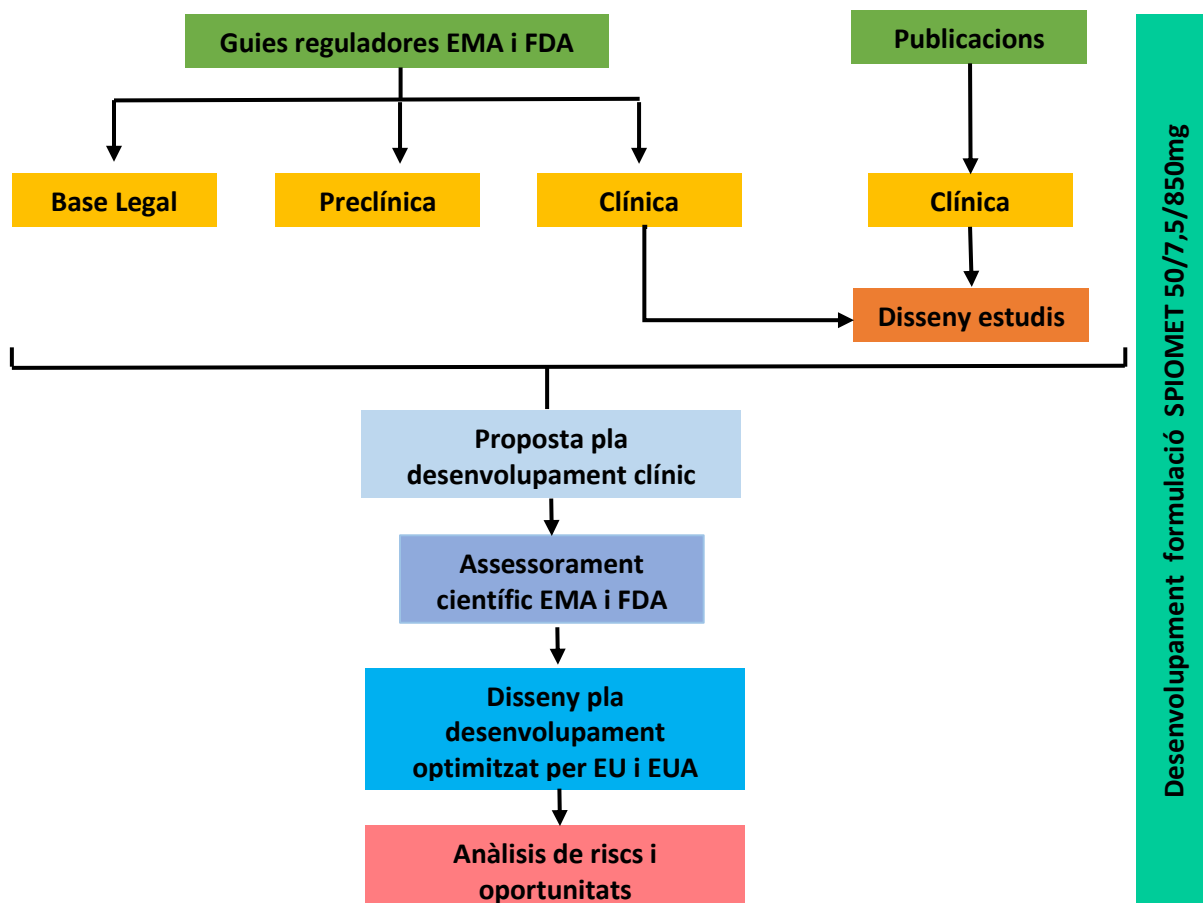 Guies reguladores EMA i FDA
Publicacions
Base Legal
Preclínica
Clínica
Clínica
Disseny estudis
Proposta pla
desenvolupament clínic
Assessorament
científic EMA i FDA
Disseny pla
desenvolupament
optimitzat per EU i EUA
Anàlisis de riscs i
oportunitats
Desenvolupament formulació SPIOMET 50/7,5/850mg